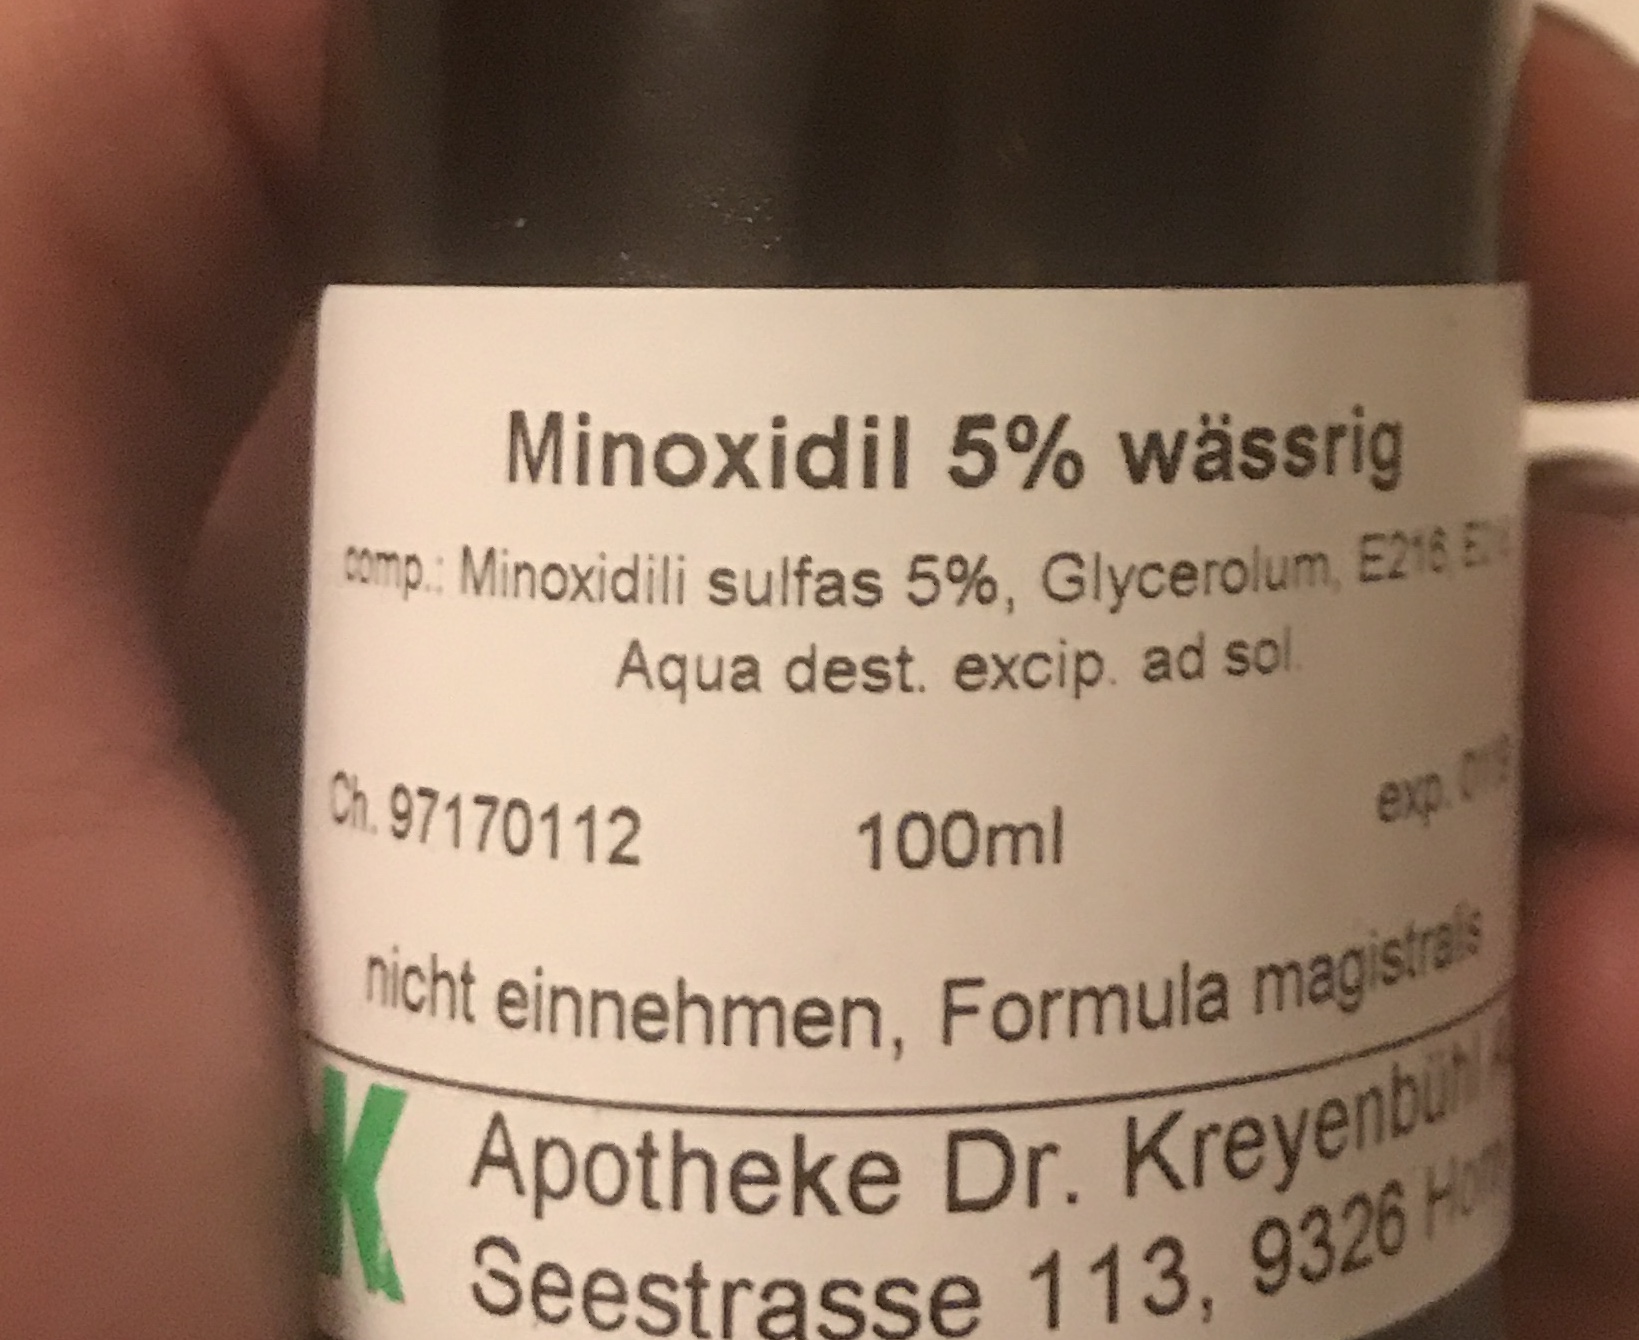 Minoxidil 5% wässrig
comp.: Minoxidili sulfas 5%, Glycerolum, E216
Aqua dest. excip. ad sol.
Ch. 97170112 100ml exp.
nicht einnehmen, Formula magistralis
K Apotheke Dr. Kreyenbühl
Seestrasse 113, 9326